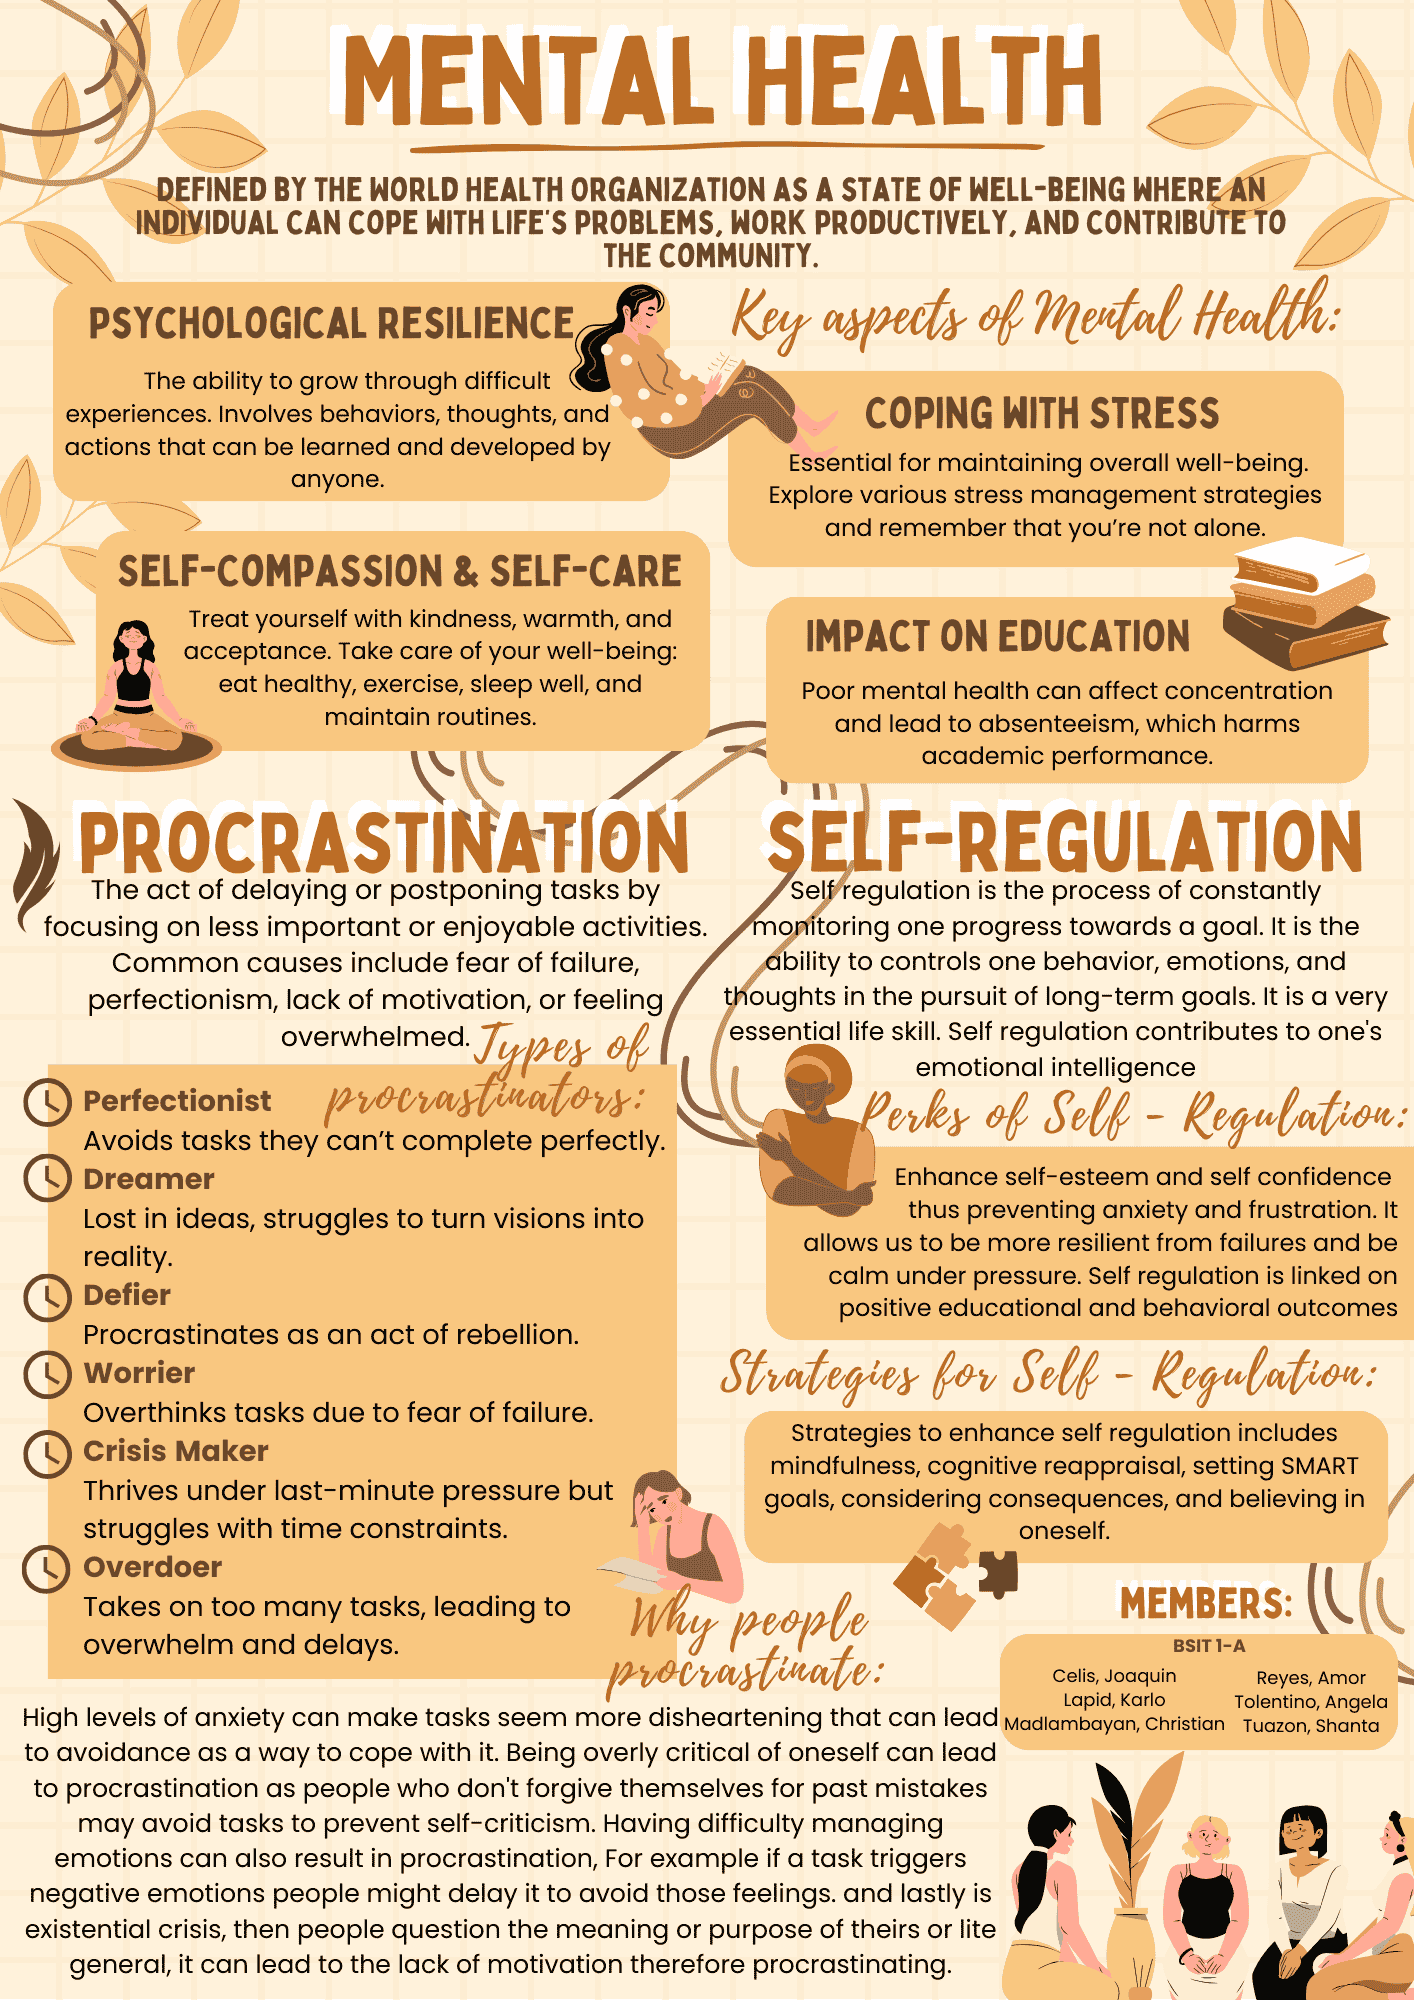 MENTAL HEALTH
DEFINED BY THE WORLD HEALTH ORGANIZATION AS A STATE OF WELL-BEING WHERE AN
INDIVIDUAL CAN COPE WITH LIFE'S PROBLEMS, WORK PRODUCTIVELY, AND CONTRIBUTE TO
THE COMMUNITY.
PSYCHOLOGICAL RESILIENCE
The ability to grow through difficult
experiences. Involves behaviors, thoughts, and
actions that can be learned and developed by
anyone.
Key aspects of Mental Health:
COPING WITH STRESS
Essential for maintaining overall well-being.
Explore various stress management strategies
and remember that you're not alone.
SELF-COMPASSION & SELF-CARE
Treat yourself with kindness, warmth, and
acceptance. Take care of your well-being:
eat healthy, exercise, sleep well, and
maintain routines.
IMPACT ON EDUCATION
Poor mental health can affect concentration
and lead to absenteeism, which harms
academic performance.
PROCRASTINATION
The act of delaying or postponing tasks by
focusing on less important or enjoyable activities.
Common causes include fear of failure,
perfectionism, lack of motivation, or feeling
overwhelmed.
Types of
procrastinators:
Perfectionist
Avoids tasks they can't complete perfectly.
Dreamer
Lost in ideas, struggles to turn visions into
reality.
Defier
Procrastinates as an act of rebellion.
Worrier
Overthinks tasks due to fear of failure.
Crisis Maker
Thrives under last-minute pressure but
struggles with time constraints.
Overdoer
Takes on too many tasks, leading to
overwhelm and delays.
SELF-REGULATION
Self regulation is the process of constantly
monitoring one progress towards a goal. It is the
ability to controls one behavior, emotions, and
thoughts in the pursuit of long-term goals. It is a very
essential life skill. Self regulation contributes to one's
emotional intelligence
Perks of Self - Regulation:
Enhance self-esteem and self confidence
thus preventing anxiety and frustration. It
allows us to be more resilient from failures and be
calm under pressure. Self regulation is linked on
positive educational and behavioral outcomes
Strategies for Self - Regulation:
Strategies to enhance self regulation includes
mindfulness, cognitive reappraisal, setting SMART
goals, considering consequences, and believing in
oneself.
Why people
procrastinate:
High levels of anxiety can make tasks seem more disheartening that can lead
to avoidance as a way to cope with it. Being overly critical of oneself can lead
to procrastination as people who don't forgive themselves for past mistakes
may avoid tasks to prevent self-criticism. Having difficulty managing
emotions can also result in procrastination, For example if a task triggers
negative emotions people might delay it to avoid those feelings. and lastly is
existential crisis, then people question the meaning or purpose of theirs or lite
general, it can lead to the lack of motivation therefore procrastinating.
MEMBERS:
BSIT 1-A
Celis, Joaquin
Lapid, Karlo
Madlambayan, Christian
Reyes, Amor
Tolentino, Angela
Tuazon, Shanta